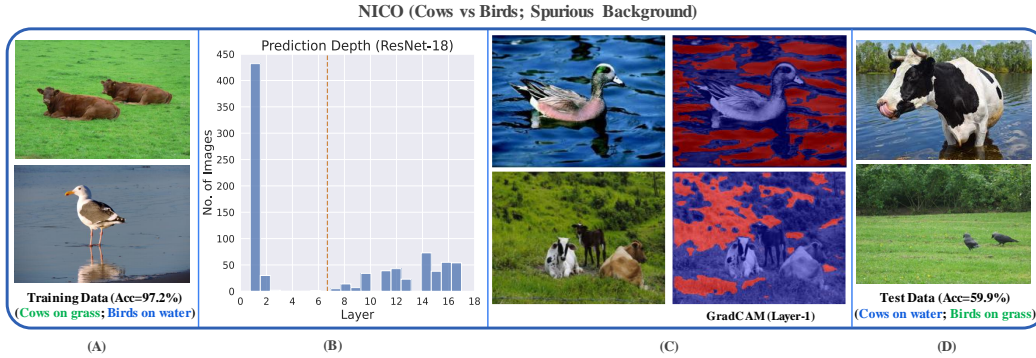 NICO (Cows vs Birds; Spurious Background)
Training Data (Acc=97.2%)
(Cows on grass; Birds on water)
Prediction Depth (ResNet-18)
No. of Images
450
400
350
300
250
200
150
100
50
0
0 2 4 6 8 10 12 14 16 18
Layer
GradCAM (Layer-1)
Test Data (Acc=59.9%)
(Cows on water; Birds on grass)
(A) (B) (C) (D)